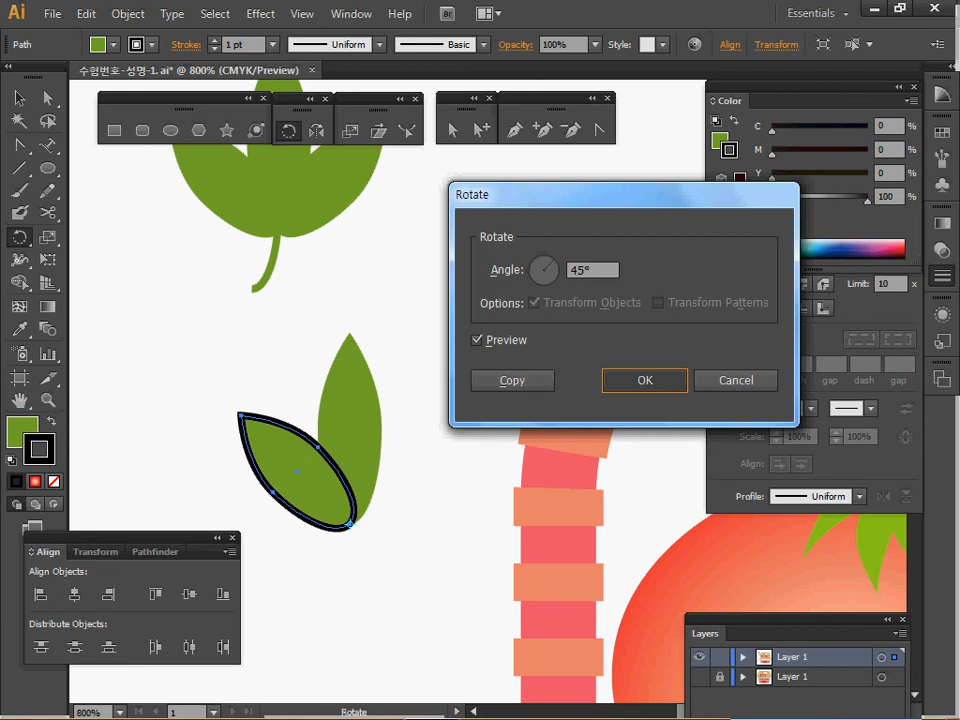 Ai File Edit Object Type Select Effect View Window Help Br Essentials
Path Stroke: 1 pt Uniform Basic Opacity: 100% Style: Align Transform
수험번호-성명-1. ai* @ 800% (CMYK/Preview)
Color
C 0 %
M 0 %
Y 0 %
100 %
Limit: 10 x
gap dash gap
Scale: 100% 100%
Align:
Profile: Uniform
Rotate
Rotate
Angle: 45°
Options: Transform Objects Transform Patterns
Preview
Copy OK Cancel
Align Transform Pathfinder
Align Objects:
Distribute Objects:
Layers
Layer 1
Layer 1
800% 1 Rotate